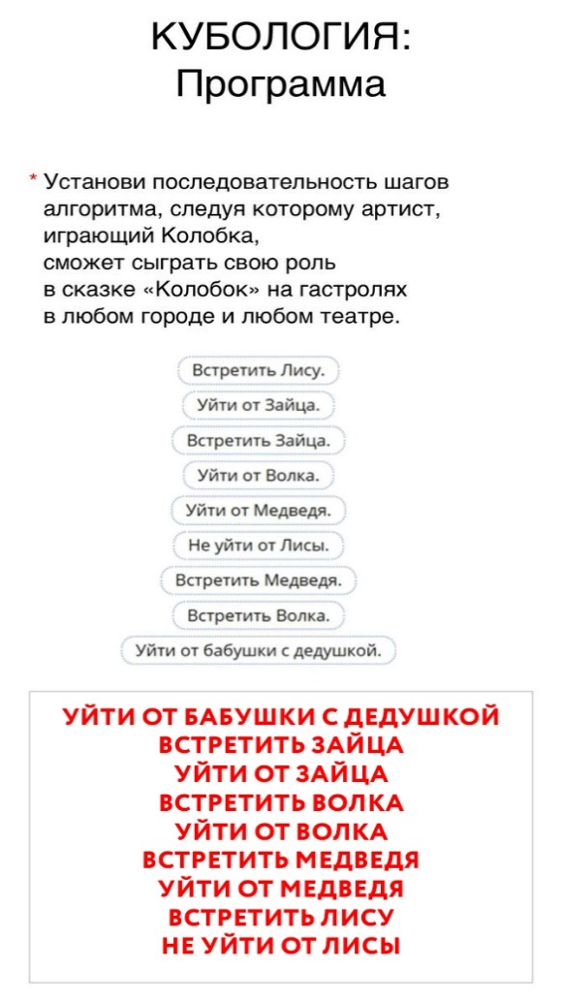 КУБОЛОГИЯ:
Программа
* Установи последовательность шагов
алгоритма, следуя которому артист,
играющий Колобка,
сможет сыграть свою роль
в сказке «Колобок» на гастролях
в любом городе и любом театре.
Встретить Лису.
Уйти от Зайца.
Встретить Зайца.
Уйти от Волка.
Уйти от Медведя.
Не уйти от Лисы.
Встретить Медведя.
Встретить Волка.
Уйти от бабушки с дедушкой.
УЙТИ ОТ БАБУШКИ С ДЕДУШКОЙ
ВСТРЕТИТЬ ЗАЙЦА
УЙТИ ОТ ЗАЙЦА
ВСТРЕТИТЬ ВОЛКА
УЙТИ ОТ ВОЛКА
ВСТРЕТИТЬ МЕДВЕДЯ
УЙТИ ОТ МЕДВЕДЯ
ВСТРЕТИТЬ ЛИСУ
НЕ УЙТИ ОТ ЛИСЫ